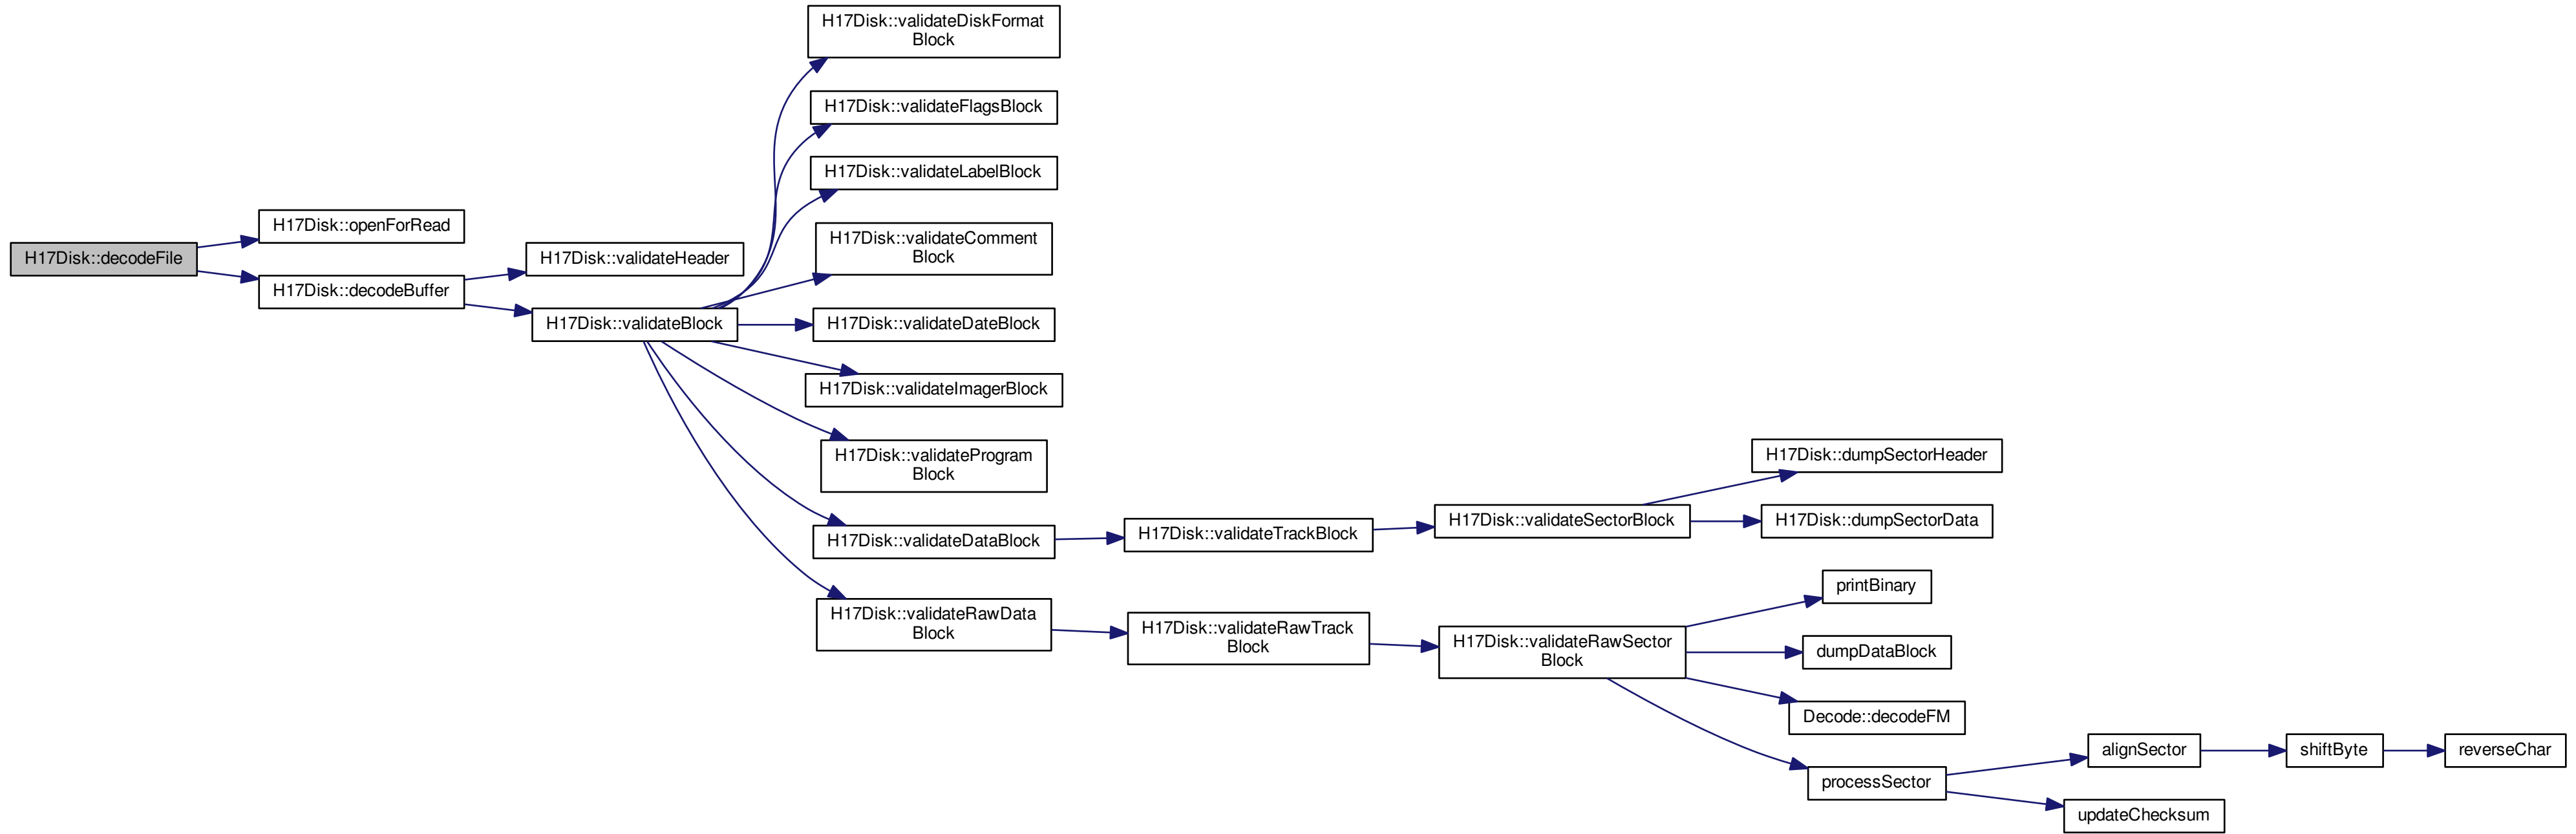 H17Disk::decodeFile
H17Disk::openForRead
H17Disk::decodeBuffer
H17Disk::validateHeader
H17Disk::validateBlock
H17Disk::validateDiskFormat
Block
H17Disk::validateFlagsBlock
H17Disk::validateLabelBlock
H17Disk::validateComment
Block
H17Disk::validateDateBlock
H17Disk::validateImagerBlock
H17Disk::validateProgram
Block
H17Disk::validateDataBlock
H17Disk::validateRawData
Block
H17Disk::validateTrackBlock
H17Disk::validateSectorBlock
H17Disk::dumpSectorHeader
H17Disk::dumpSectorData
H17Disk::validateRawTrack
Block
H17Disk::validateRawSector
Block
printBinary
dumpDataBlock
Decode::decodeFM
processSector
alignSector
shiftByte
reverseChar
updateChecksum